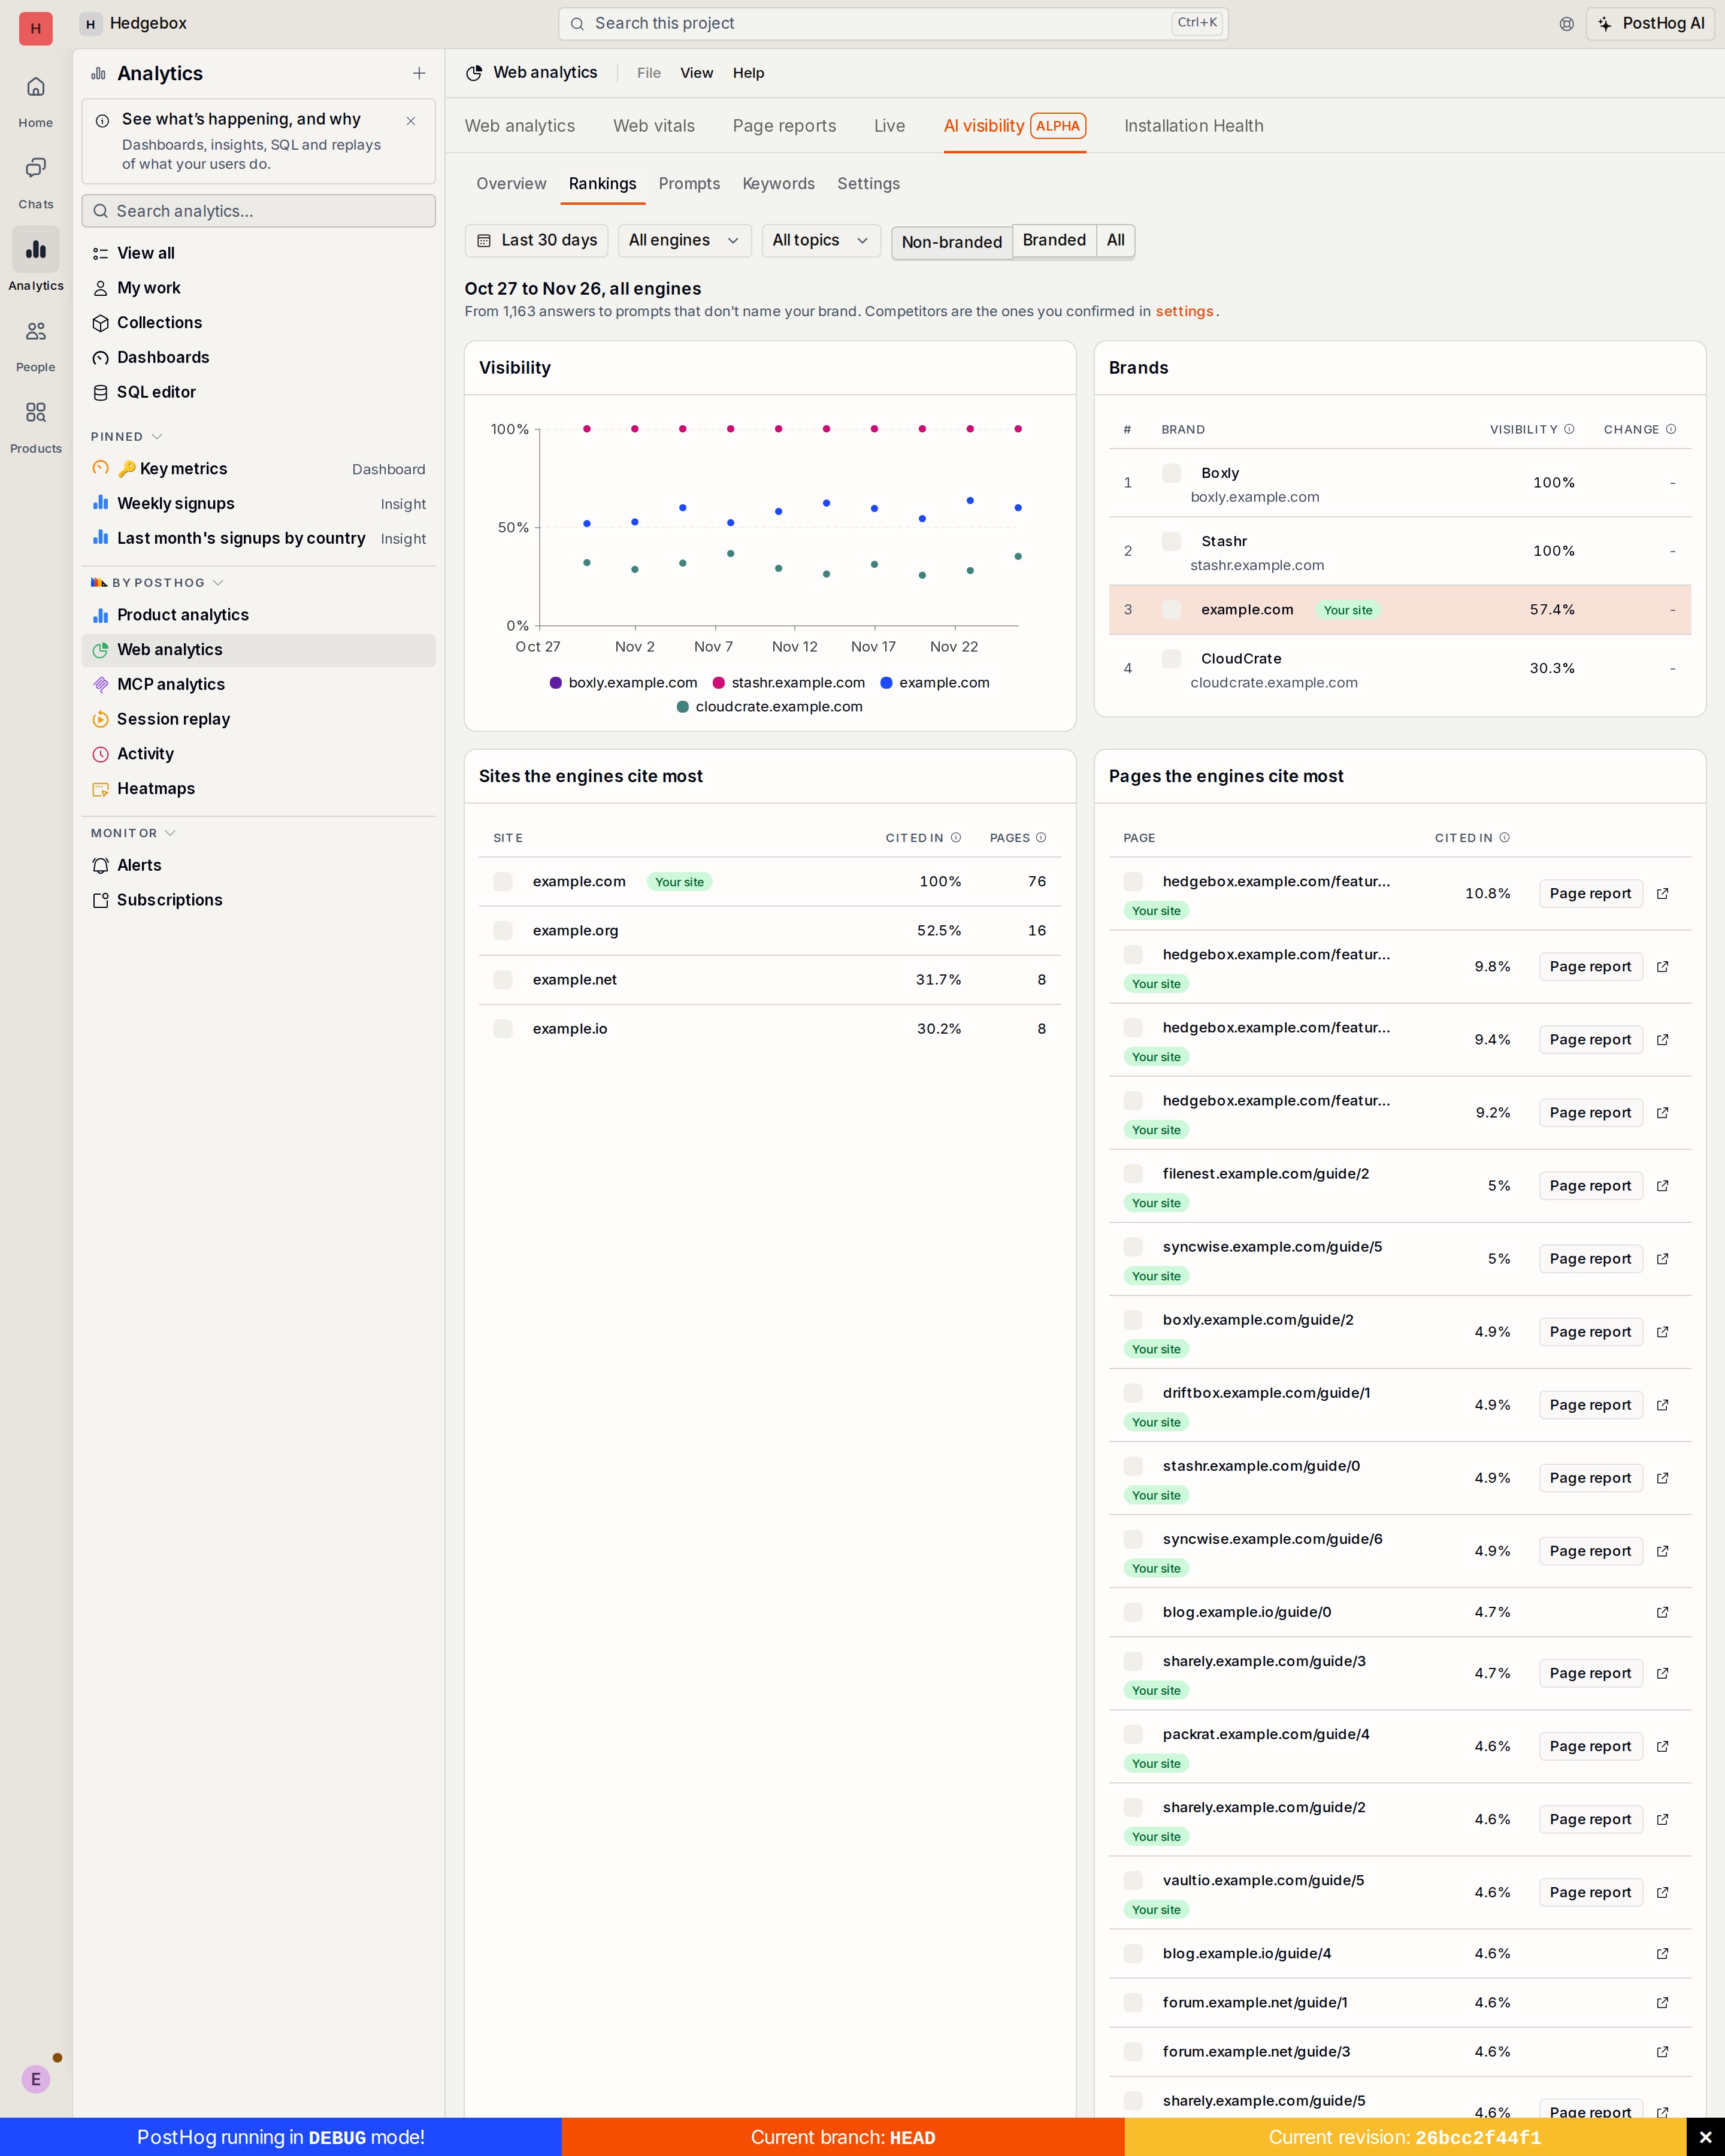 H
H Hedgebox
Search this project Ctrl+K
PostHog AI
Home
Chats
Analytics
People
Products
E
Analytics
See what's happening, and why
Dashboards, insights, SQL and replays
of what your users do.
Search analytics...
View all
My work
Collections
Dashboards
SQL editor
PINNED
🔑 Key metrics Dashboard
Weekly signups Insight
Last month's signups by country Insight
BY POSTHOG
Product analytics
Web analytics
MCP analytics
Session replay
Activity
Heatmaps
MONITOR
Alerts
Subscriptions
Web analytics File View Help
Web analytics Web vitals Page reports Live AI visibility ALPHA Installation Health
Overview Rankings Prompts Keywords Settings
Last 30 days All engines All topics Non-branded Branded All
Oct 27 to Nov 26, all engines
From 1,163 answers to prompts that don't name your brand. Competitors are the ones you confirmed in settings.
Visibility
100%
50%
0%
Oct 27 Nov 2 Nov 7 Nov 12 Nov 17 Nov 22
boxly.example.com stashr.example.com example.com
cloudcrate.example.com
Brands
# BRAND VISIBILITY CHANGE
1 Boxly 100% -
boxly.example.com
2 Stashr 100% -
stashr.example.com
3 example.com Your site 57.4% -
4 CloudCrate 30.3% -
cloudcrate.example.com
Sites the engines cite most
SITE CITED IN PAGES
example.com Your site 100% 76
example.org 52.5% 16
example.net 31.7% 8
example.io 30.2% 8
Pages the engines cite most
PAGE CITED IN
hedgebox.example.com/featur... 10.8% Page report
Your site
hedgebox.example.com/featur... 9.8% Page report
Your site
hedgebox.example.com/featur... 9.4% Page report
Your site
hedgebox.example.com/featur... 9.2% Page report
Your site
filenest.example.com/guide/2 5% Page report
Your site
syncwise.example.com/guide/5 5% Page report
Your site
boxly.example.com/guide/2 4.9% Page report
Your site
driftbox.example.com/guide/1 4.9% Page report
Your site
stashr.example.com/guide/0 4.9% Page report
Your site
syncwise.example.com/guide/6 4.9% Page report
Your site
blog.example.io/guide/0 4.7%
sharely.example.com/guide/3 4.7% Page report
Your site
packrat.example.com/guide/4 4.6% Page report
Your site
sharely.example.com/guide/2 4.6% Page report
Your site
vaultio.example.com/guide/5 4.6% Page report
Your site
blog.example.io/guide/4 4.6%
forum.example.net/guide/1 4.6%
forum.example.net/guide/3 4.6%
sharely.example.com/guide/5 4.6% Page report
PostHog running in DEBUG mode! Current branch: HEAD Current revision: 26bcc2f44f1